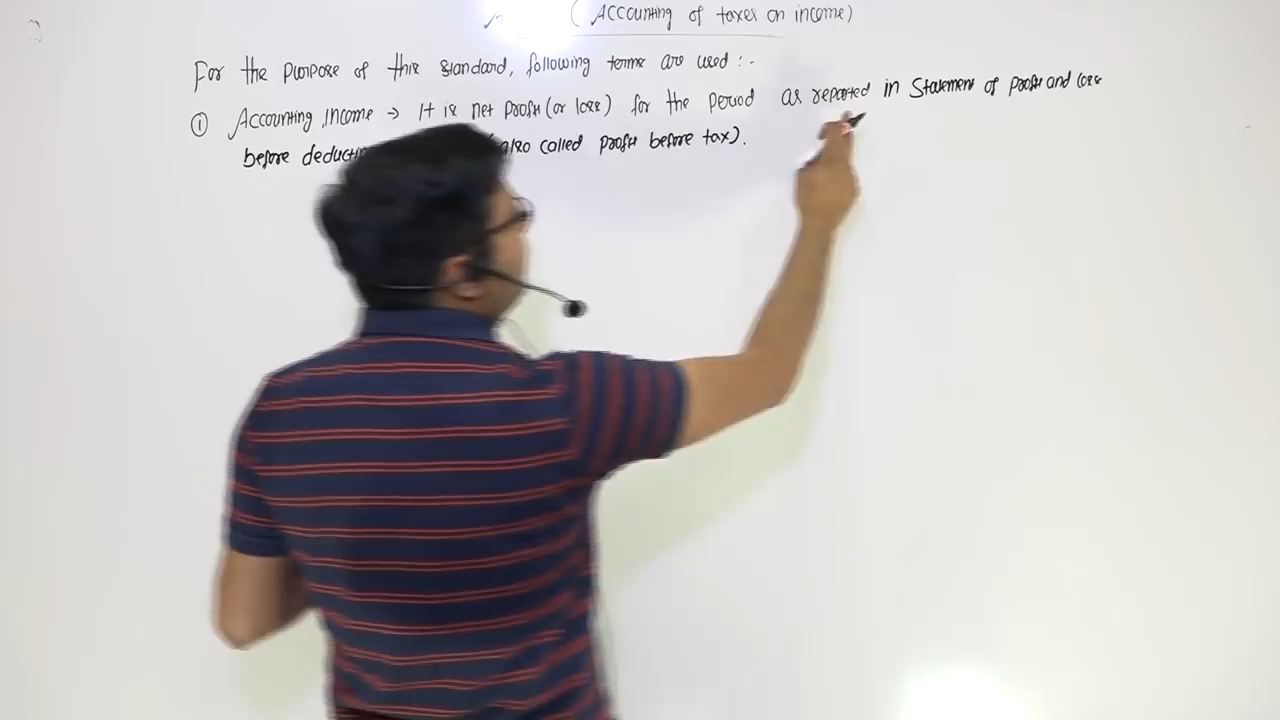 (Accounting of taxes on income)
For the purpose of this standard, following terms are used :-
① Accounting Income → It is net profit (or loss) for the period as reported in Statement of profit and loss
before deducti called profit before tax).